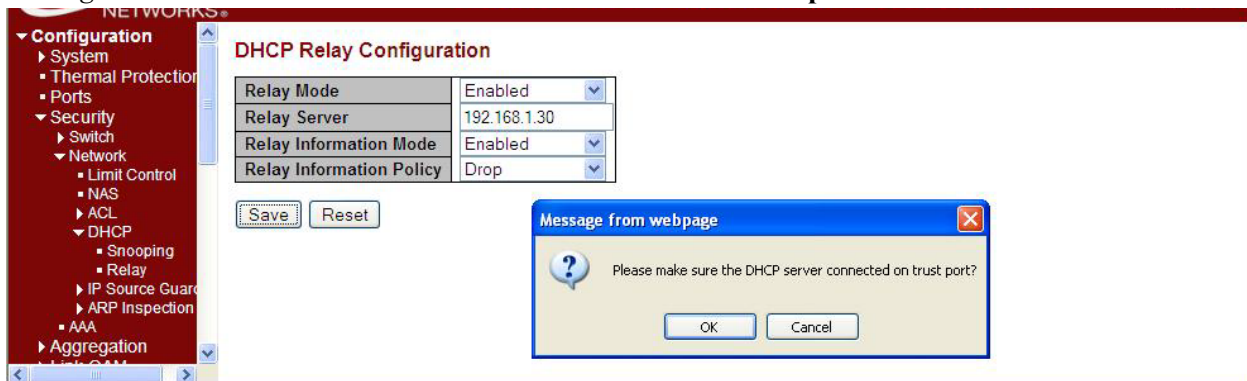 NETWORKS®
Configuration
System
Thermal Protection
Ports
Security
Switch
Network
Limit Control
NAS
ACL
DHCP
Snooping
Relay
IP Source Guard
ARP Inspection
AAA
Aggregation
DHCP Relay Configuration
Relay Mode Enabled
Relay Server 192.168.1.30
Relay Information Mode Enabled
Relay Information Policy Drop
Save Reset
Message from webpage
Please make sure the DHCP server connected on trust port?
OK Cancel